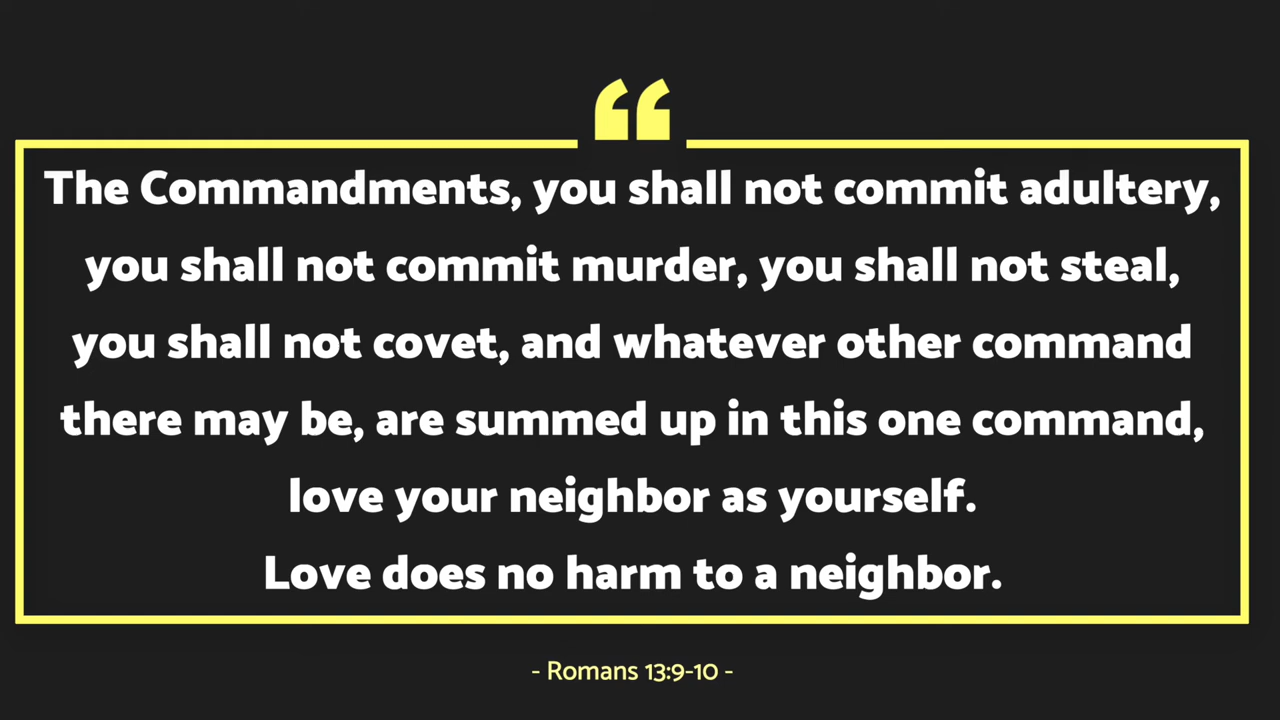 “
The Commandments, you shall not commit adultery,
you shall not commit murder, you shall not steal,
you shall not covet, and whatever other command
there may be, are summed up in this one command,
love your neighbor as yourself.
Love does no harm to a neighbor.
- Romans 13:9-10 -